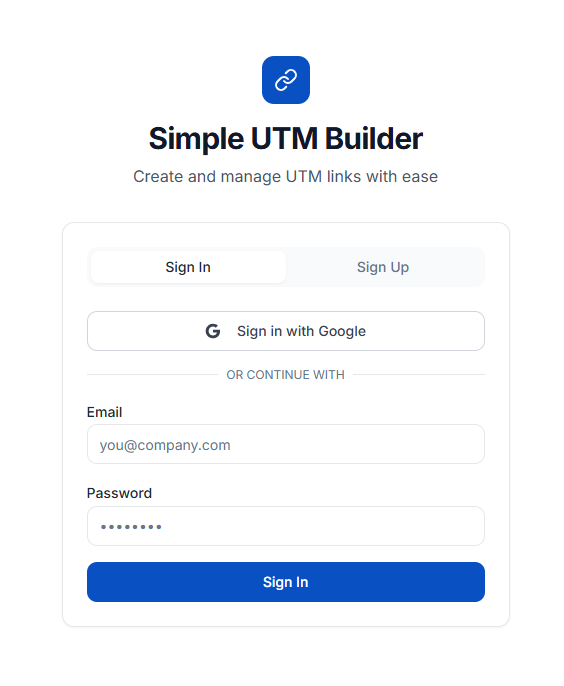 Simple UTM Builder
Create and manage UTM links with ease
Sign In
Sign Up
G Sign in with Google
OR CONTINUE WITH
Email
you@company.com
Password
••••••••
Sign In